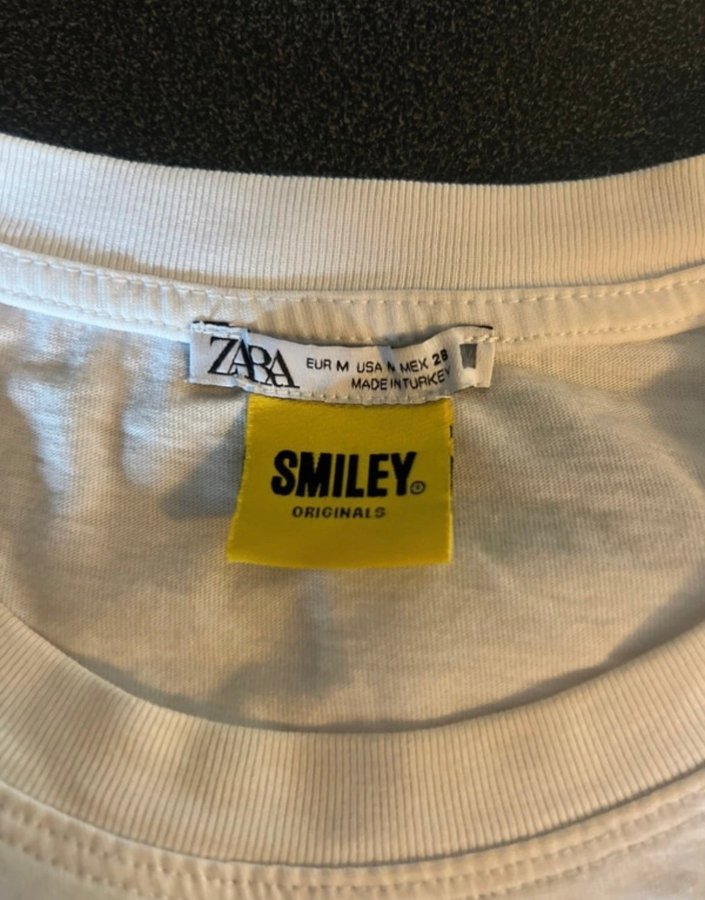 ZARA EUR M USA M MEX 28
MADE IN TURKEY
SMILEY®
ORIGINALS